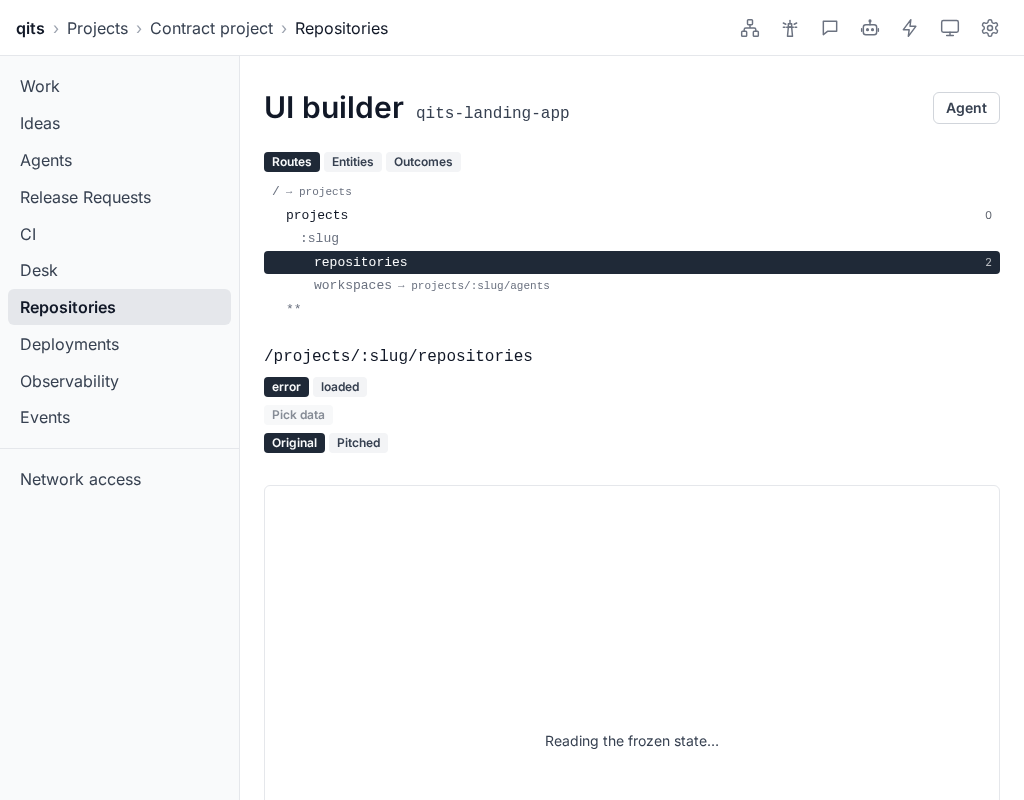 qits › Projects › Contract project › Repositories
Work
Ideas
Agents
Release Requests
CI
Desk
Repositories
Deployments
Observability
Events
Network access
UI builder qits-landing-app
Agent
Routes Entities Outcomes
/ → projects
projects 0
:slug
repositories 2
workspaces → projects/:slug/agents
**
/projects/:slug/repositories
error loaded
Pick data
Original Pitched
Reading the frozen state...